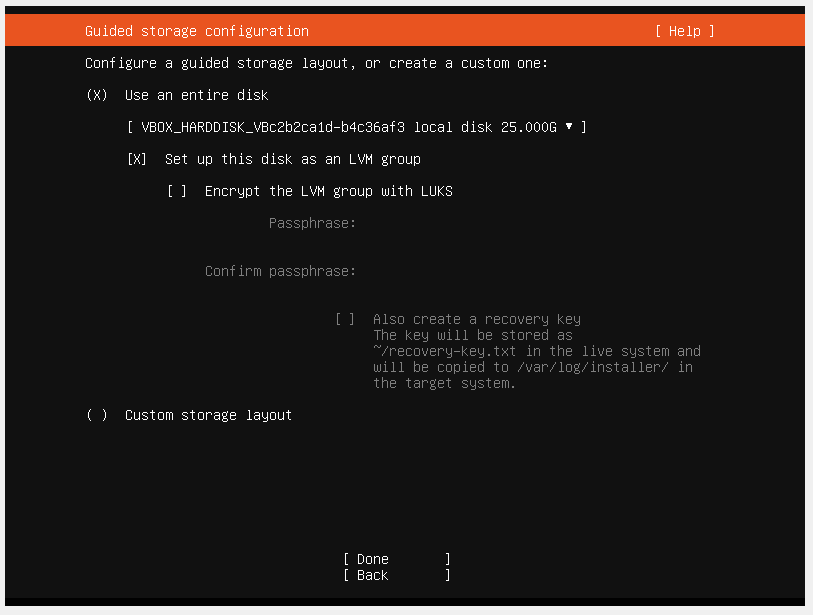 Guided storage configuration [ Help ]
Configure a guided storage layout, or create a custom one:
(X) Use an entire disk
[ VBOX_HARDDISK_VBc2b2ca1d-b4c36af3 local disk 25.000G ▾ ]
[X] Set up this disk as an LVM group
[ ] Encrypt the LVM group with LUKS
Passphrase:
Confirm passphrase:
[ ] Also create a recovery key
The key will be stored as
~/recovery-key.txt in the live system and
will be copied to /var/log/installer/ in
the target system.
( ) Custom storage layout
[ Done ]
[ Back ]